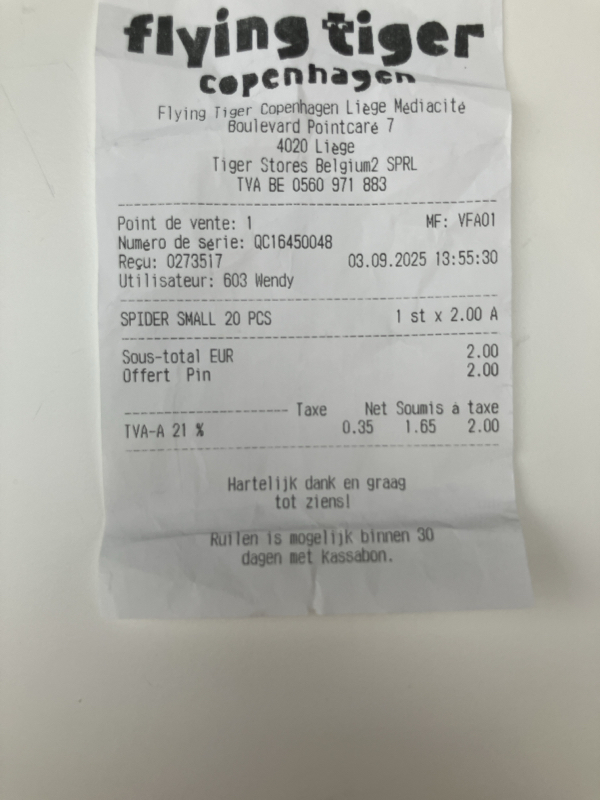 flying tiger
copenhagen
Flying Tiger Copenhagen Liège Médiacité
Boulevard Pointcaré 7
4020 Liège
Tiger Stores Belgium2 SPRL
TVA BE 0560 971 883
Point de vente: 1 MF: VFA01
Numéro de série: QC16450048
Reçu: 0273517 03.09.2025 13:55:30
Utilisateur: 603 Wendy
SPIDER SMALL 20 PCS 1 st x 2.00 A
Sous-total EUR 2.00
Offert Pin 2.00
-------------------- Taxe Net Soumis à taxe
TVA-A 21 % 0.35 1.65 2.00
Hartelijk dank en graag
tot ziens!
Ruilen is mogelijk binnen 30
dagen met kassabon.